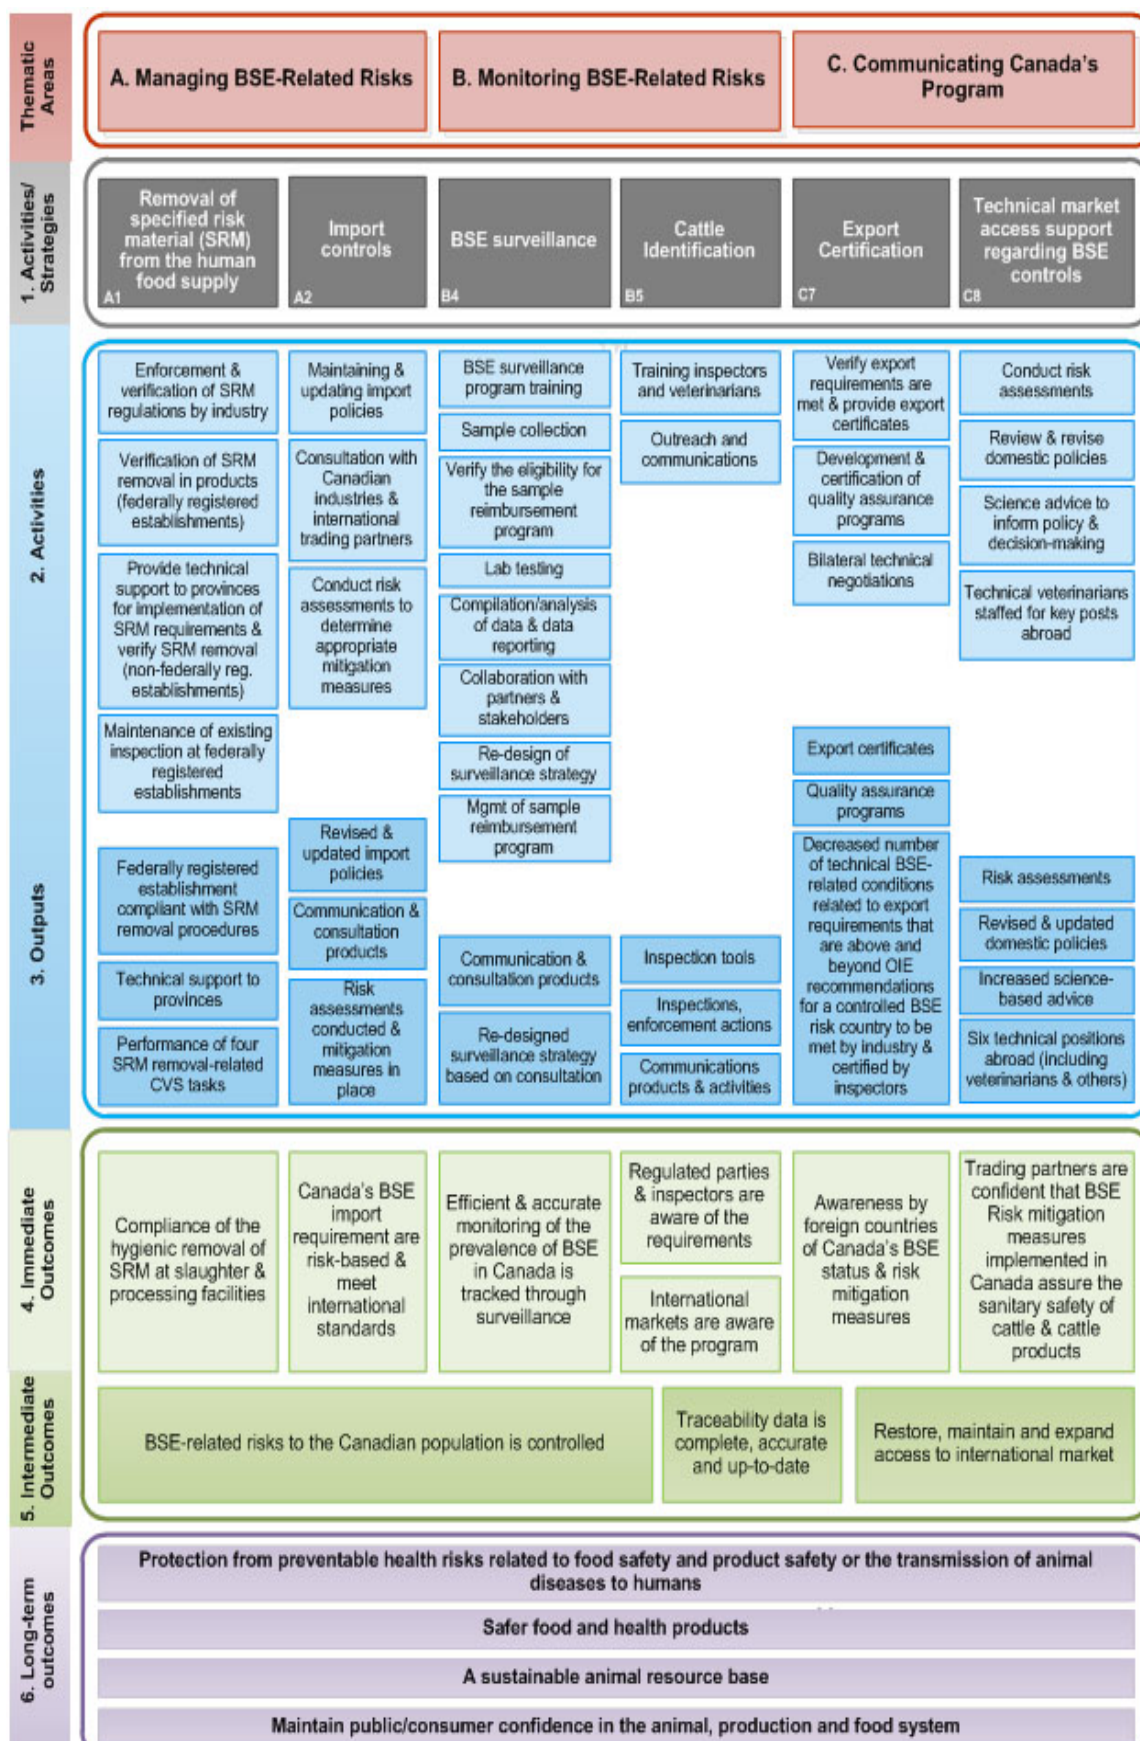 Thematic
Areas
A. Managing BSE-Related Risks
B. Monitoring BSE-Related Risks
C. Communicating Canada's
Program
1. Activities/
Strategies
Removal of
specified risk
material (SRM)
from the human
food supply
A1
Import
controls
A2
BSE surveillance
B4
Cattle
Identification
B5
Export
Certification
C7
Technical market
access support
regarding BSE
controls
C8
2. Activities
Enforcement &
verification of SRM
regulations by industry
Verification of SRM
removal in products
(federally registered
establishments)
Provide technical
support to provinces
for implementation of
SRM requirements &
verify SRM removal
(non-federally reg.
establishments)
Maintenance of existing
inspection at federally
registered
establishments
Maintaining &
updating import
policies
Consultation with
Canadian
industries &
international
trading partners
Conduct risk
assessments to
determine
appropriate
mitigation
measures
BSE surveillance
program training
Sample collection
Verify the eligibility for
the sample
reimbursement
program
Lab testing
Compilation/analysis
of data & data
reporting
Collaboration with
partners &
stakeholders
Re-design of
surveillance strategy
Mgmt of sample
reimbursement
program
Training inspectors
and veterinarians
Outreach and
communications
Verify export
requirements are
met & provide export
certificates
Development &
certification of
quality assurance
programs
Bilateral technical
negotiations
Conduct risk
assessments
Review & revise
domestic policies
Science advice to
inform policy &
decision-making
Technical veterinarians
staffed for key posts
abroad
3. Outputs
Federally registered
establishment
compliant with SRM
removal procedures
Technical support to
provinces
Performance of four
SRM removal-related
CVS tasks
Revised &
updated import
policies
Communication &
consultation
products
Risk
assessments
conducted &
mitigation
measures in
place
Communication &
consultation products
Re-designed
surveillance strategy
based on consultation
Inspection tools
Inspections,
enforcement actions
Communications
products & activities
Export certificates
Quality assurance
programs
Decreased number
of technical BSE-
related conditions
related to export
requirements that
are above and
beyond OIE
recommendations
for a controlled BSE
risk country to be
met by industry &
certified by
inspectors
Risk assessments
Revised & updated
domestic policies
Increased science-
based advice
Six technical positions
abroad (including
veterinarians & others)
4. Immediate
Outcomes
Compliance of the
hygienic removal of
SRM at slaughter &
processing facilities
Canada's BSE
import
requirement are
risk-based &
meet
international
standards
Efficient & accurate
monitoring of the
prevalence of BSE
in Canada is
tracked through
surveillance
Regulated parties
& inspectors are
aware of the
requirements
International
markets are aware
of the program
Awareness by
foreign countries
of Canada's BSE
status & risk
mitigation
measures
Trading partners are
confident that BSE
Risk mitigation
measures
implemented in
Canada assure the
sanitary safety of
cattle & cattle
products
5. Intermediate
Outcomes
BSE-related risks to the Canadian population is controlled
Traceability data is
complete, accurate
and up-to-date
Restore, maintain and expand
access to international market
6. Long-term
outcomes
Protection from preventable health risks related to food safety and product safety or the transmission of animal
diseases to humans
Safer food and health products
A sustainable animal resource base
Maintain public/consumer confidence in the animal, production and food system